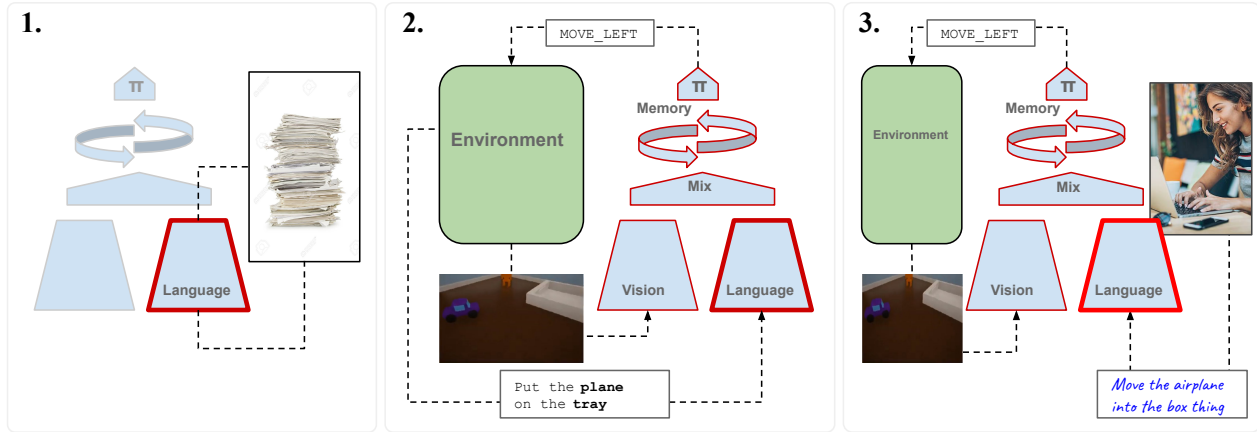 1.
π
Language
2.
MOVE_LEFT
π
Memory
Environment
Mix
Vision
Language
Put the plane
on the tray
3.
MOVE_LEFT
π
Memory
Environment
Mix
Vision
Language
Move the airplane
into the box thing